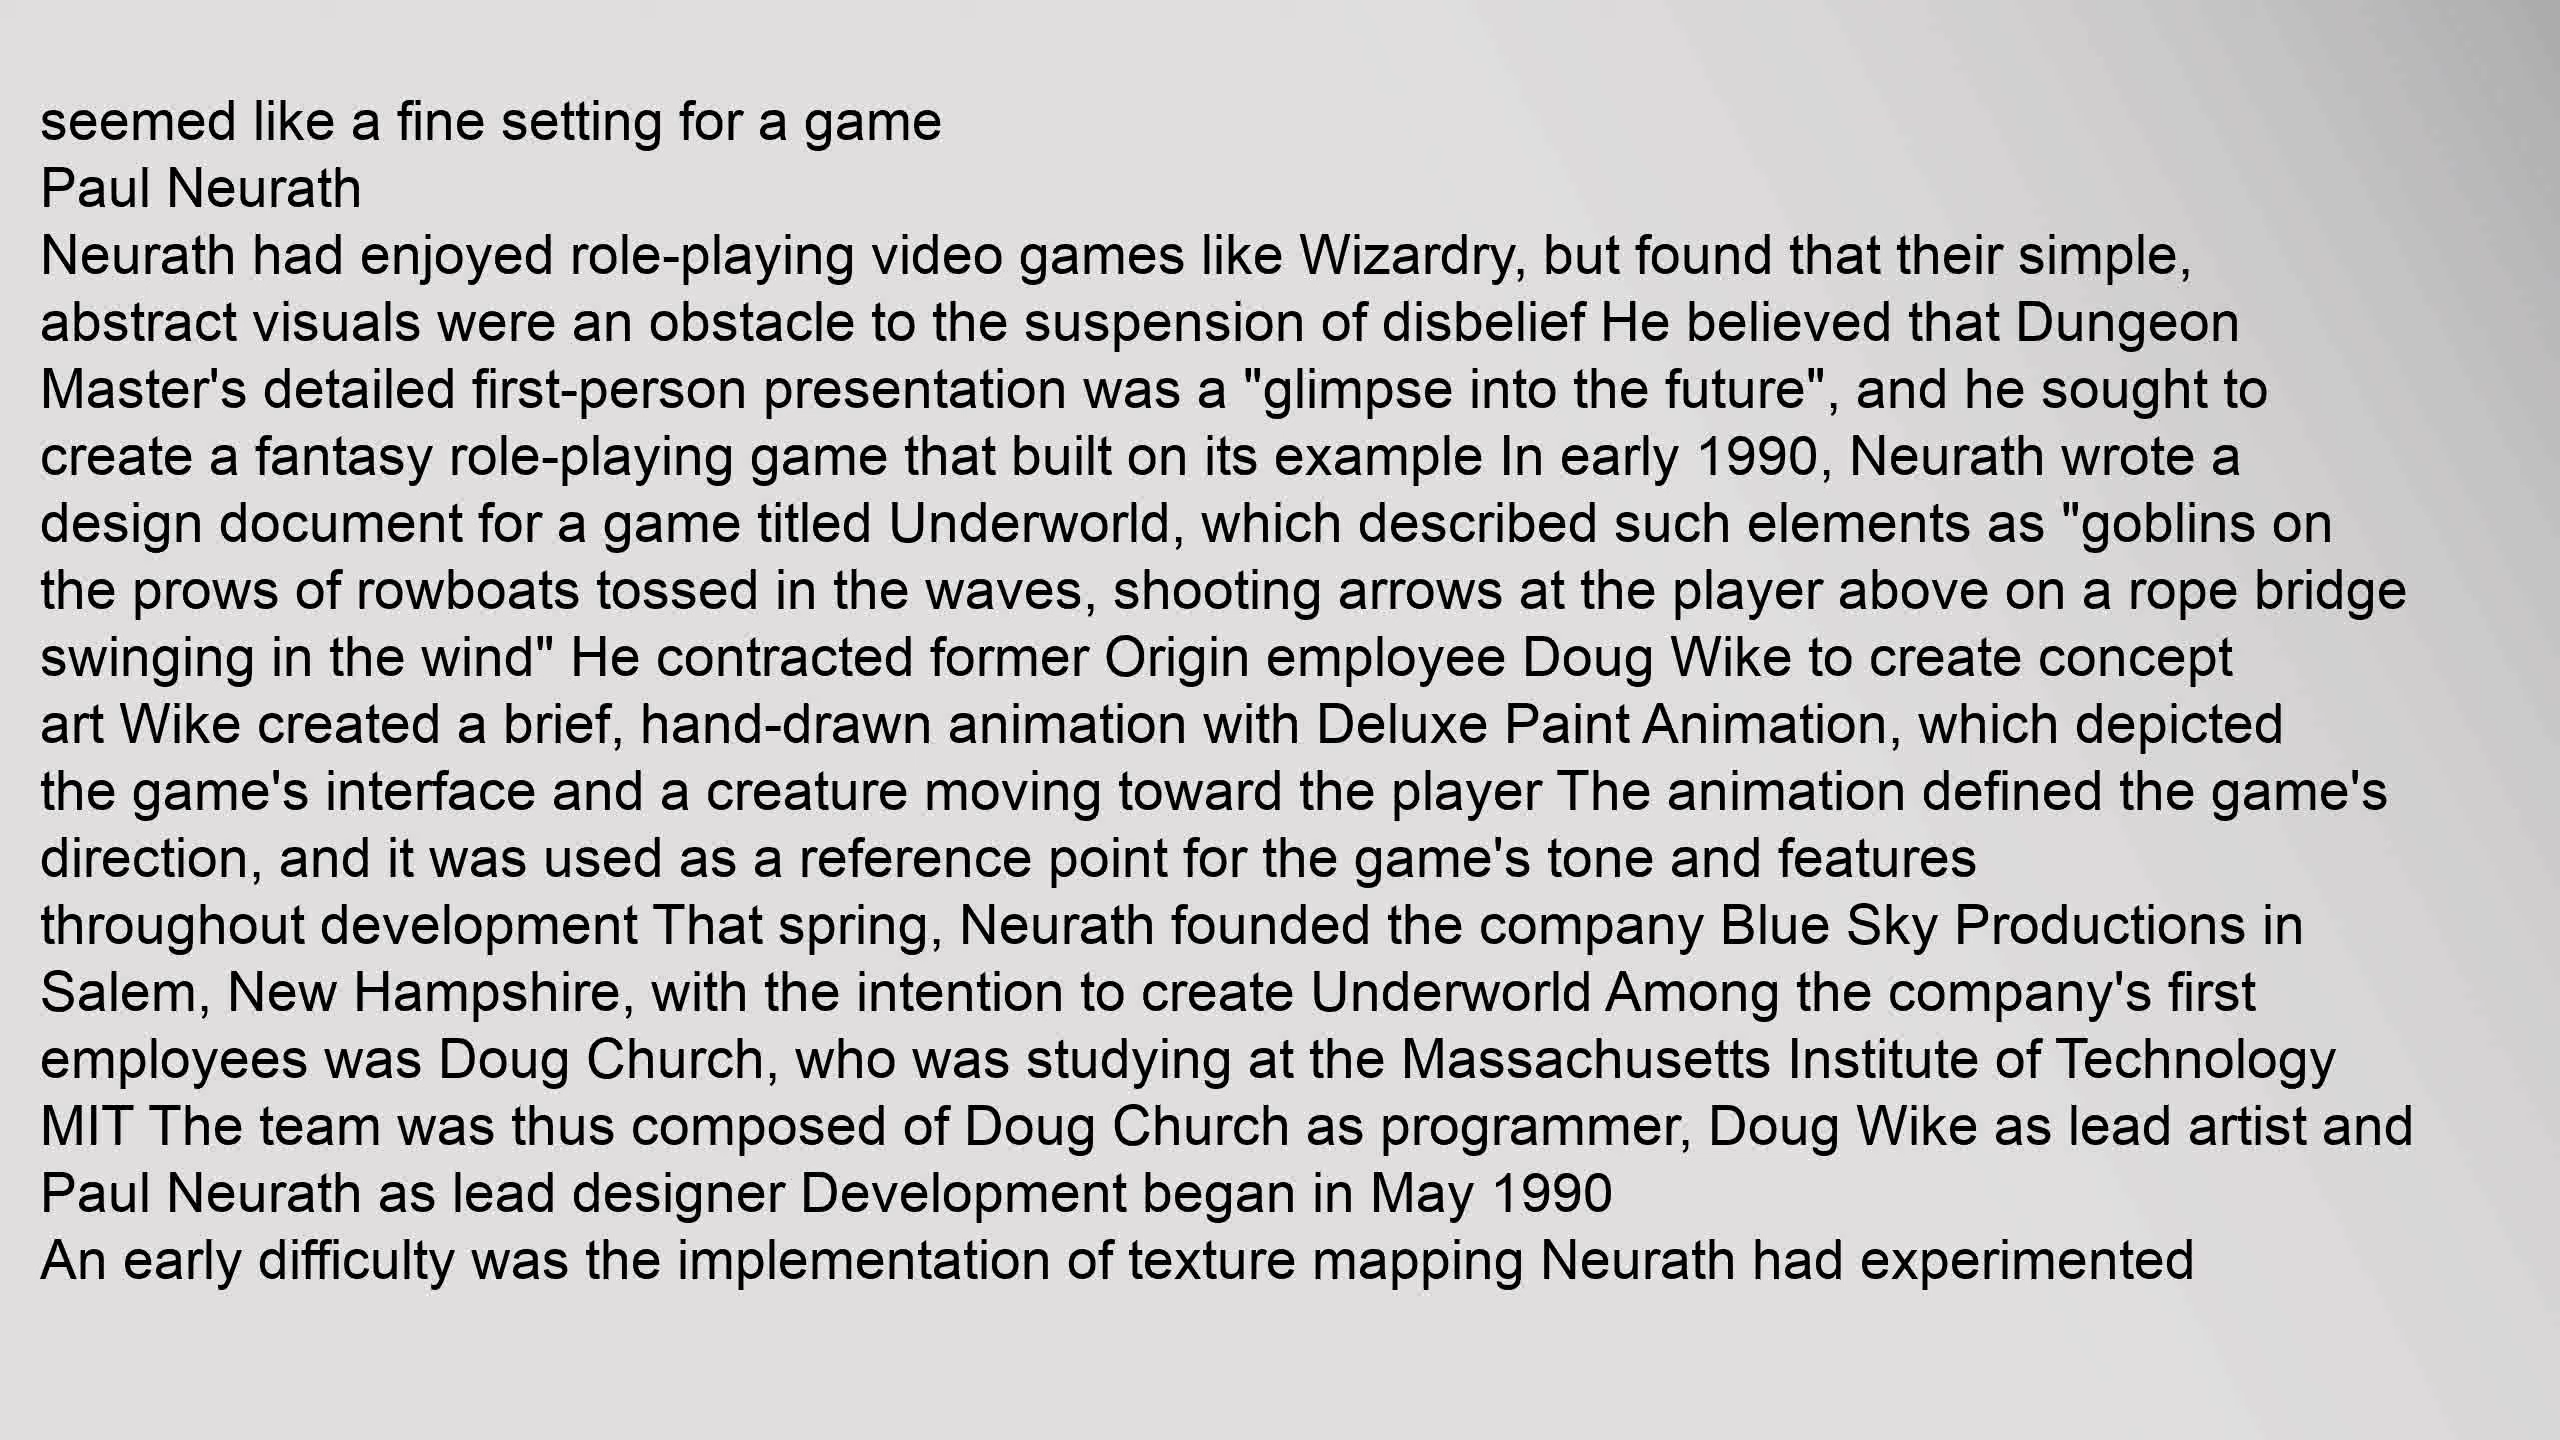 seemed like a fine setting for a game
Paul Neurath
Neurath had enjoyed role-playing video games like Wizardry, but found that their simple,
abstract visuals were an obstacle to the suspension of disbelief He believed that Dungeon
Master's detailed first-person presentation was a "glimpse into the future", and he sought to
create a fantasy role-playing game that built on its example In early 1990, Neurath wrote a
design document for a game titled Underworld, which described such elements as "goblins on
the prows of rowboats tossed in the waves, shooting arrows at the player above on a rope bridge
swinging in the wind" He contracted former Origin employee Doug Wike to create concept
art Wike created a brief, hand-drawn animation with Deluxe Paint Animation, which depicted
the game's interface and a creature moving toward the player The animation defined the game's
direction, and it was used as a reference point for the game's tone and features
throughout development That spring, Neurath founded the company Blue Sky Productions in
Salem, New Hampshire, with the intention to create Underworld Among the company's first
employees was Doug Church, who was studying at the Massachusetts Institute of Technology
MIT The team was thus composed of Doug Church as programmer, Doug Wike as lead artist and
Paul Neurath as lead designer Development began in May 1990
An early difficulty was the implementation of texture mapping Neurath had experimented